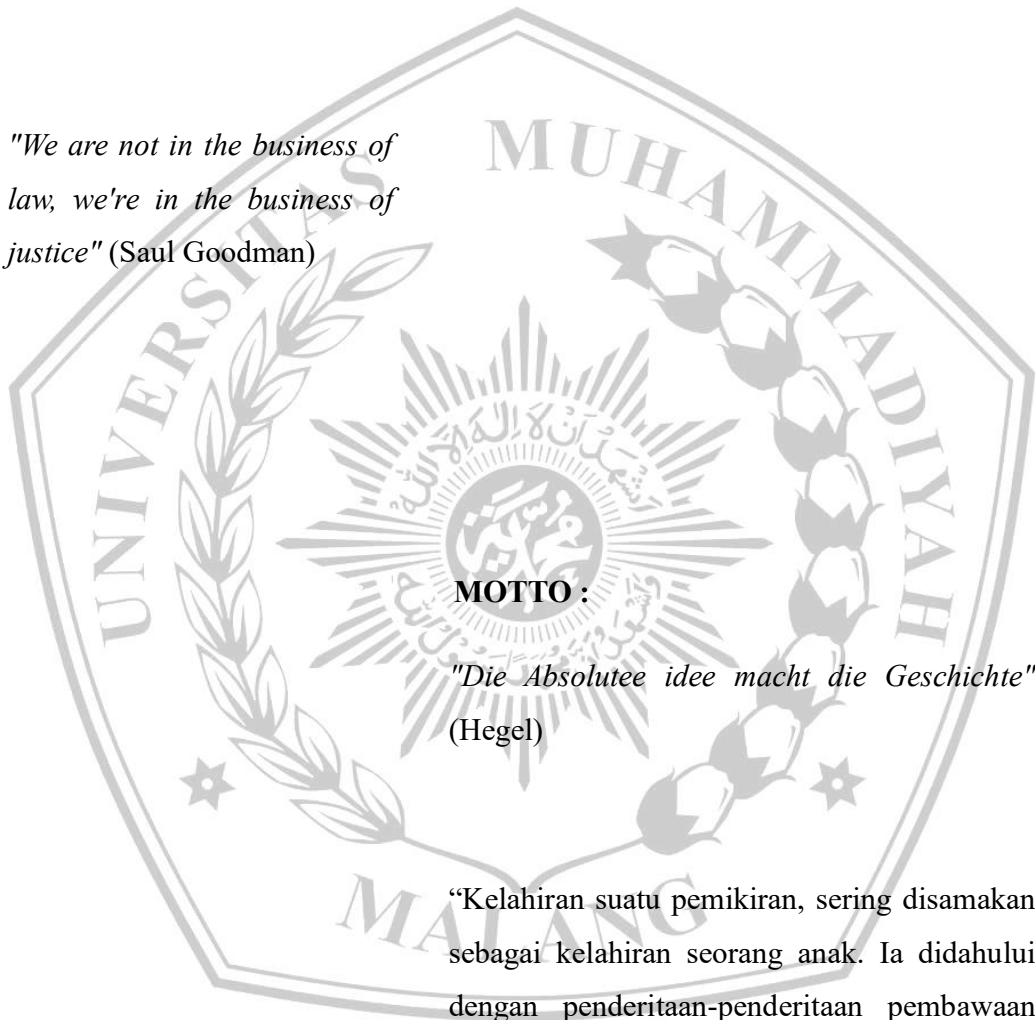 "We are not in the business of
law, we're in the business of
justice" (Saul Goodman)
UNIVERSITAS MUHAMMADIYAH
MALANG
MOTTO :
"Die Absolutee idee macht die Geschichte"
(Hegel)
“Kelahiran suatu pemikiran, sering disamakan
sebagai kelahiran seorang anak. Ia didahului
dengan penderitaan-penderitaan pembawaan